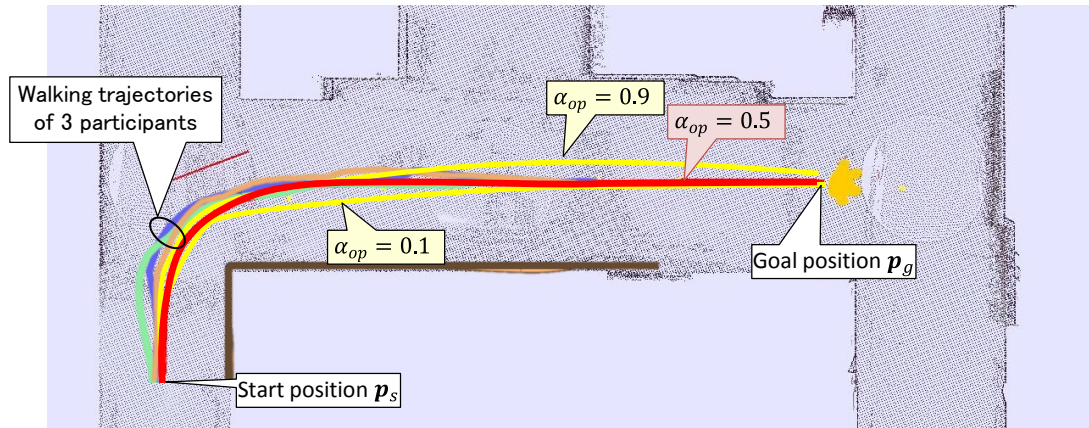 Walking trajectories
of 3 participants
α_op = 0.9
α_op = 0.5
α_op = 0.1
Goal position p_g
Start position p_s